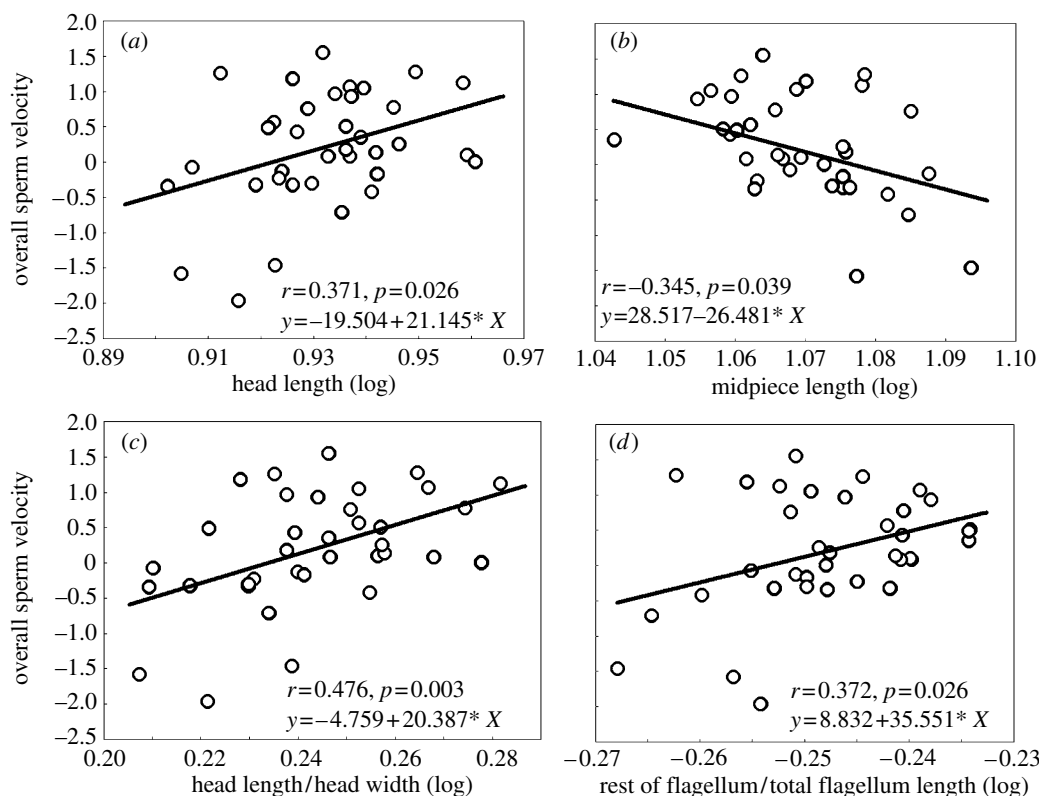 (a)
2.0
1.5
1.0
0.5
0
−0.5
−1.0
−1.5
−2.0
−2.5
overall sperm velocity
r=0.371, p=0.026
y=−19.504+21.145* X
0.89 0.91 0.93 0.95 0.97
head length (log)
(b)
r=−0.345, p=0.039
y=28.517−26.481* X
1.04 1.05 1.06 1.07 1.08 1.09 1.10
midpiece length (log)
(c)
2.0
1.5
1.0
0.5
0
−0.5
−1.0
−1.5
−2.0
−2.5
overall sperm velocity
r=0.476, p=0.003
y=−4.759+20.387* X
0.20 0.22 0.24 0.26 0.28
head length/head width (log)
(d)
r=0.372, p=0.026
y=8.832+35.551* X
−0.27 −0.26 −0.25 −0.24 −0.23
rest of flagellum/total flagellum length (log)